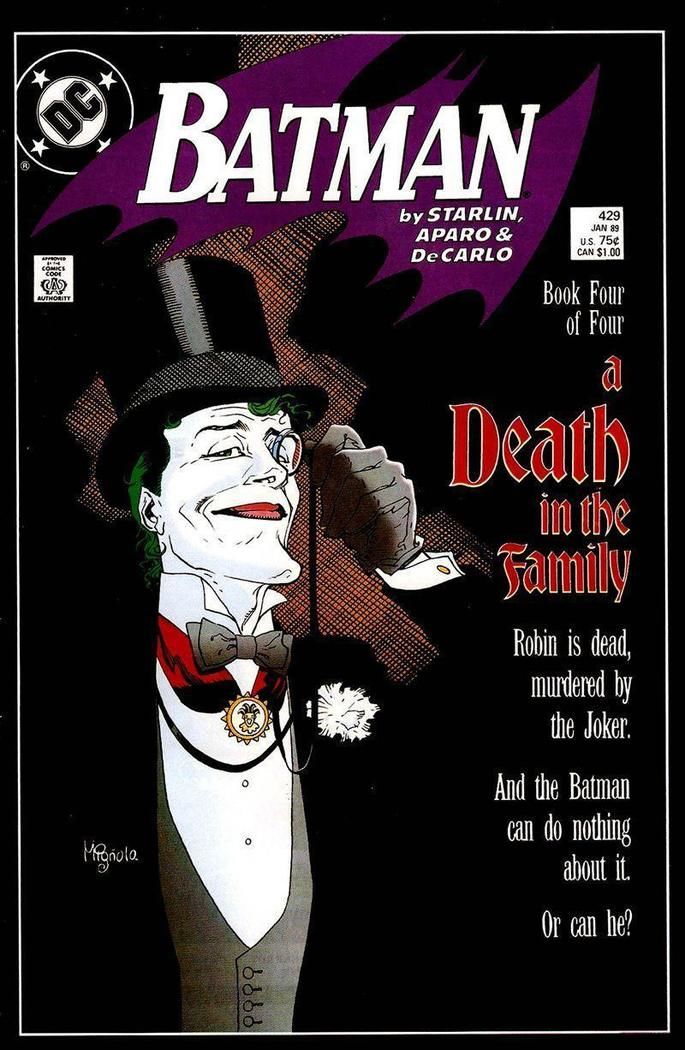 DC
®
BATMAN
by STARLIN,
APARO &
DeCARLO
429
JAN 89
U.S. 75¢
CAN $1.00
APPROVED
BY THE
COMICS
CODE
AUTHORITY
Book Four
of Four
a
Death
in the
Family
Robin is dead,
murdered by
the Joker.
And the Batman
can do nothing
about it.
Or can he?
Mignola